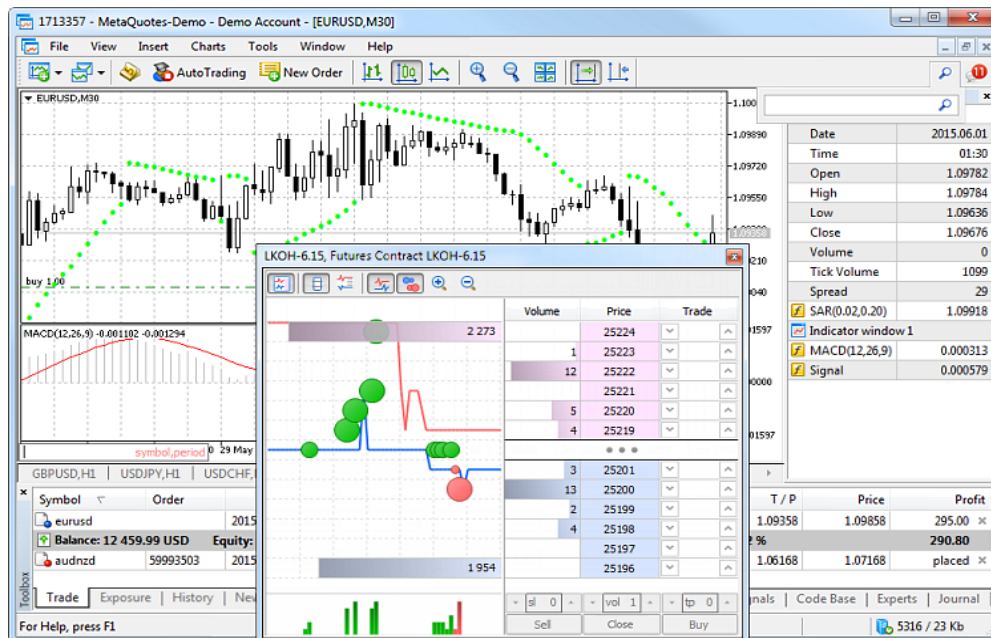 1713357 - MetaQuotes-Demo - Demo Account - [EURUSD,M30]
File View Insert Charts Tools Window Help
AutoTrading New Order
11
EURUSD,M30
1.100
1.09890
1.09720
1.09550
buy 1.00
MACD(12,26,9) -0.001102 -0.001294
symbol,period
29 May
Date 2015.06.01
Time 01:30
Open 1.09782
High 1.09784
Low 1.09636
Close 1.09676
Volume 0
Tick Volume 1099
Spread 29
SAR(0.02,0.20) 1.09918
Indicator window 1
MACD(12,26,9) 0.000313
Signal 0.000579
LKOH-6.15, Futures Contract LKOH-6.15
Volume Price Trade
2 273 25224
1 25223
12 25222
25221
5 25220
4 25219
3 25201
13 25200
2 25199
4 25198
25197
1 954 25196
sl 0 vol 1 tp 0
Sell Close Buy
GBPUSD,H1 USDJPY,H1 USDCHF,
Symbol Order T / P Price Profit
eurusd 2015 1.09358 1.09858 295.00
Balance: 12 459.99 USD Equity: % 290.80
audnzd 59993503 2015 1.06168 1.07168 placed
Toolbox
Trade Exposure History New
Code Base Experts Journal
For Help, press F1
5316 / 23 Kb